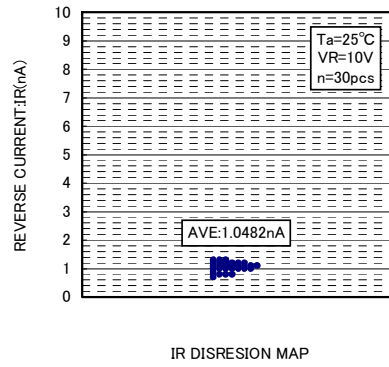 10
9
8
7
6
5
4
3
2
1
0
REVERSE CURRENT:IR(nA)
Ta=25℃
VR=10V
n=30pcs
AVE:1.0482nA
IR DISRESION MAP